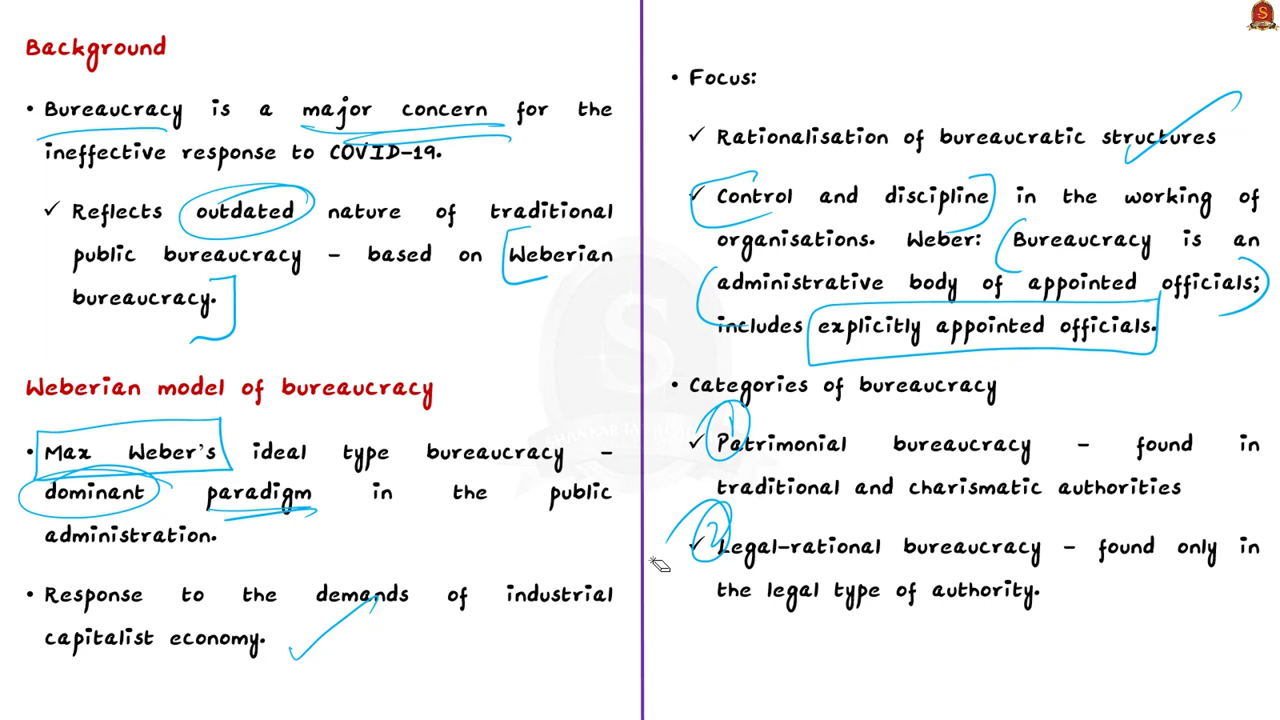 Background
• Bureaucracy is a major concern for the
ineffective response to COVID-19.
✓ Reflects outdated nature of traditional
public bureaucracy – based on Weberian
bureaucracy.
Weberian model of bureaucracy
• Max Weber's ideal type bureaucracy –
dominant paradigm in the public
administration.
• Response to the demands of industrial
capitalist economy.
• Focus:
✓ Rationalisation of bureaucratic structures
✓ Control and discipline in the working of
organisations. Weber: Bureaucracy is an
administrative body of appointed officials;
includes explicitly appointed officials.
• Categories of bureaucracy
1
✓ Patrimonial bureaucracy – found in
traditional and charismatic authorities
2
✓ Legal-rational bureaucracy – found only in
the legal type of authority.
S